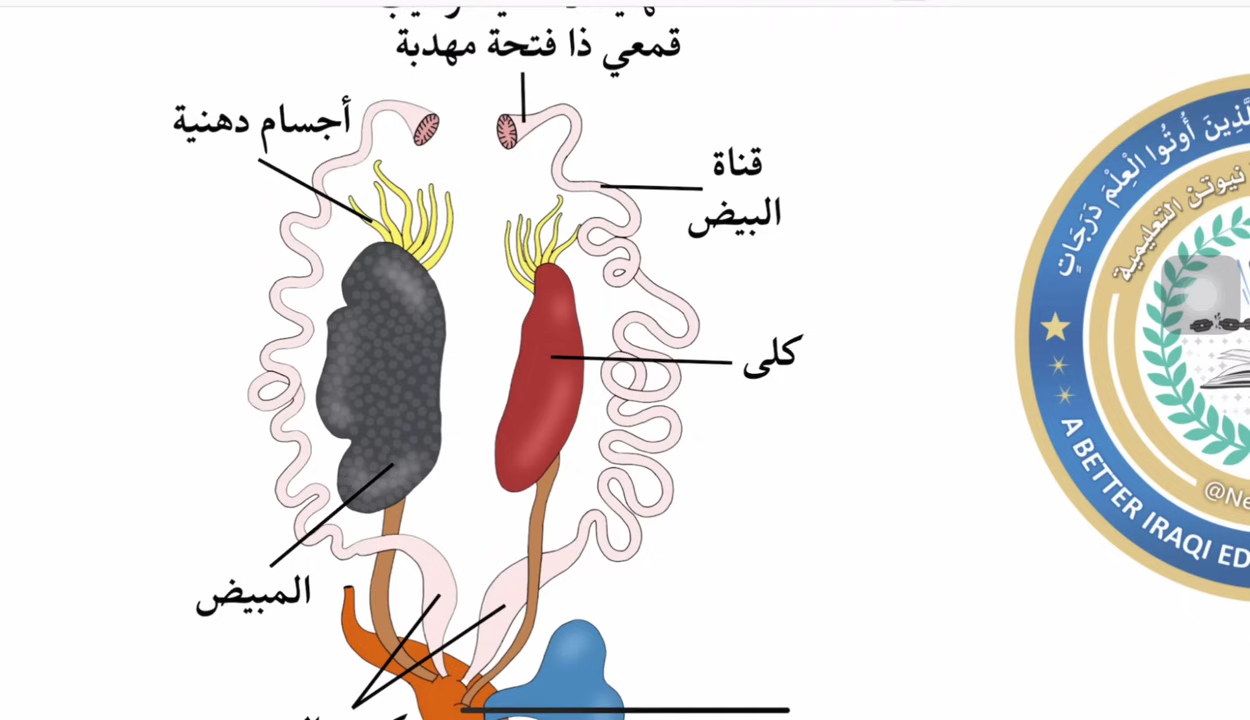 قمعي ذا فتحة مهدبة
أجسام دهنية
قناة
البيض
كلى
المبيض
الَّذِينَ أُوتُوا الْعِلْمَ دَرَجَاتٍ
نيوتن التعليمية
A BETTER IRAQI ED
@Ne